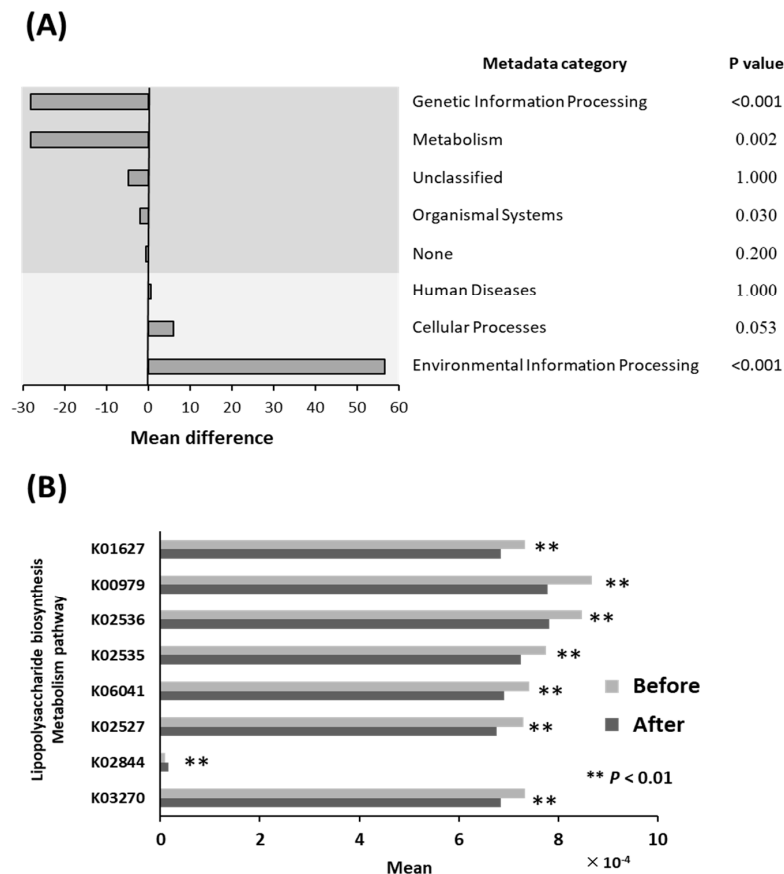 (A)
Metadata category P value
Genetic Information Processing <0.001
Metabolism 0.002
Unclassified 1.000
Organismal Systems 0.030
None 0.200
Human Diseases 1.000
Cellular Processes 0.053
Environmental Information Processing <0.001
-30 -20 -10 0 10 20 30 40 50 60
Mean difference
(B)
Lipopolysaccharide biosynthesis
Metabolism pathway
K01627 **
K00979 **
K02536 **
K02535 **
K06041 **
K02527 **
K02844 **
K03270 **
Before
After
** P < 0.01
0 2 4 6 8 10
Mean × 10-4